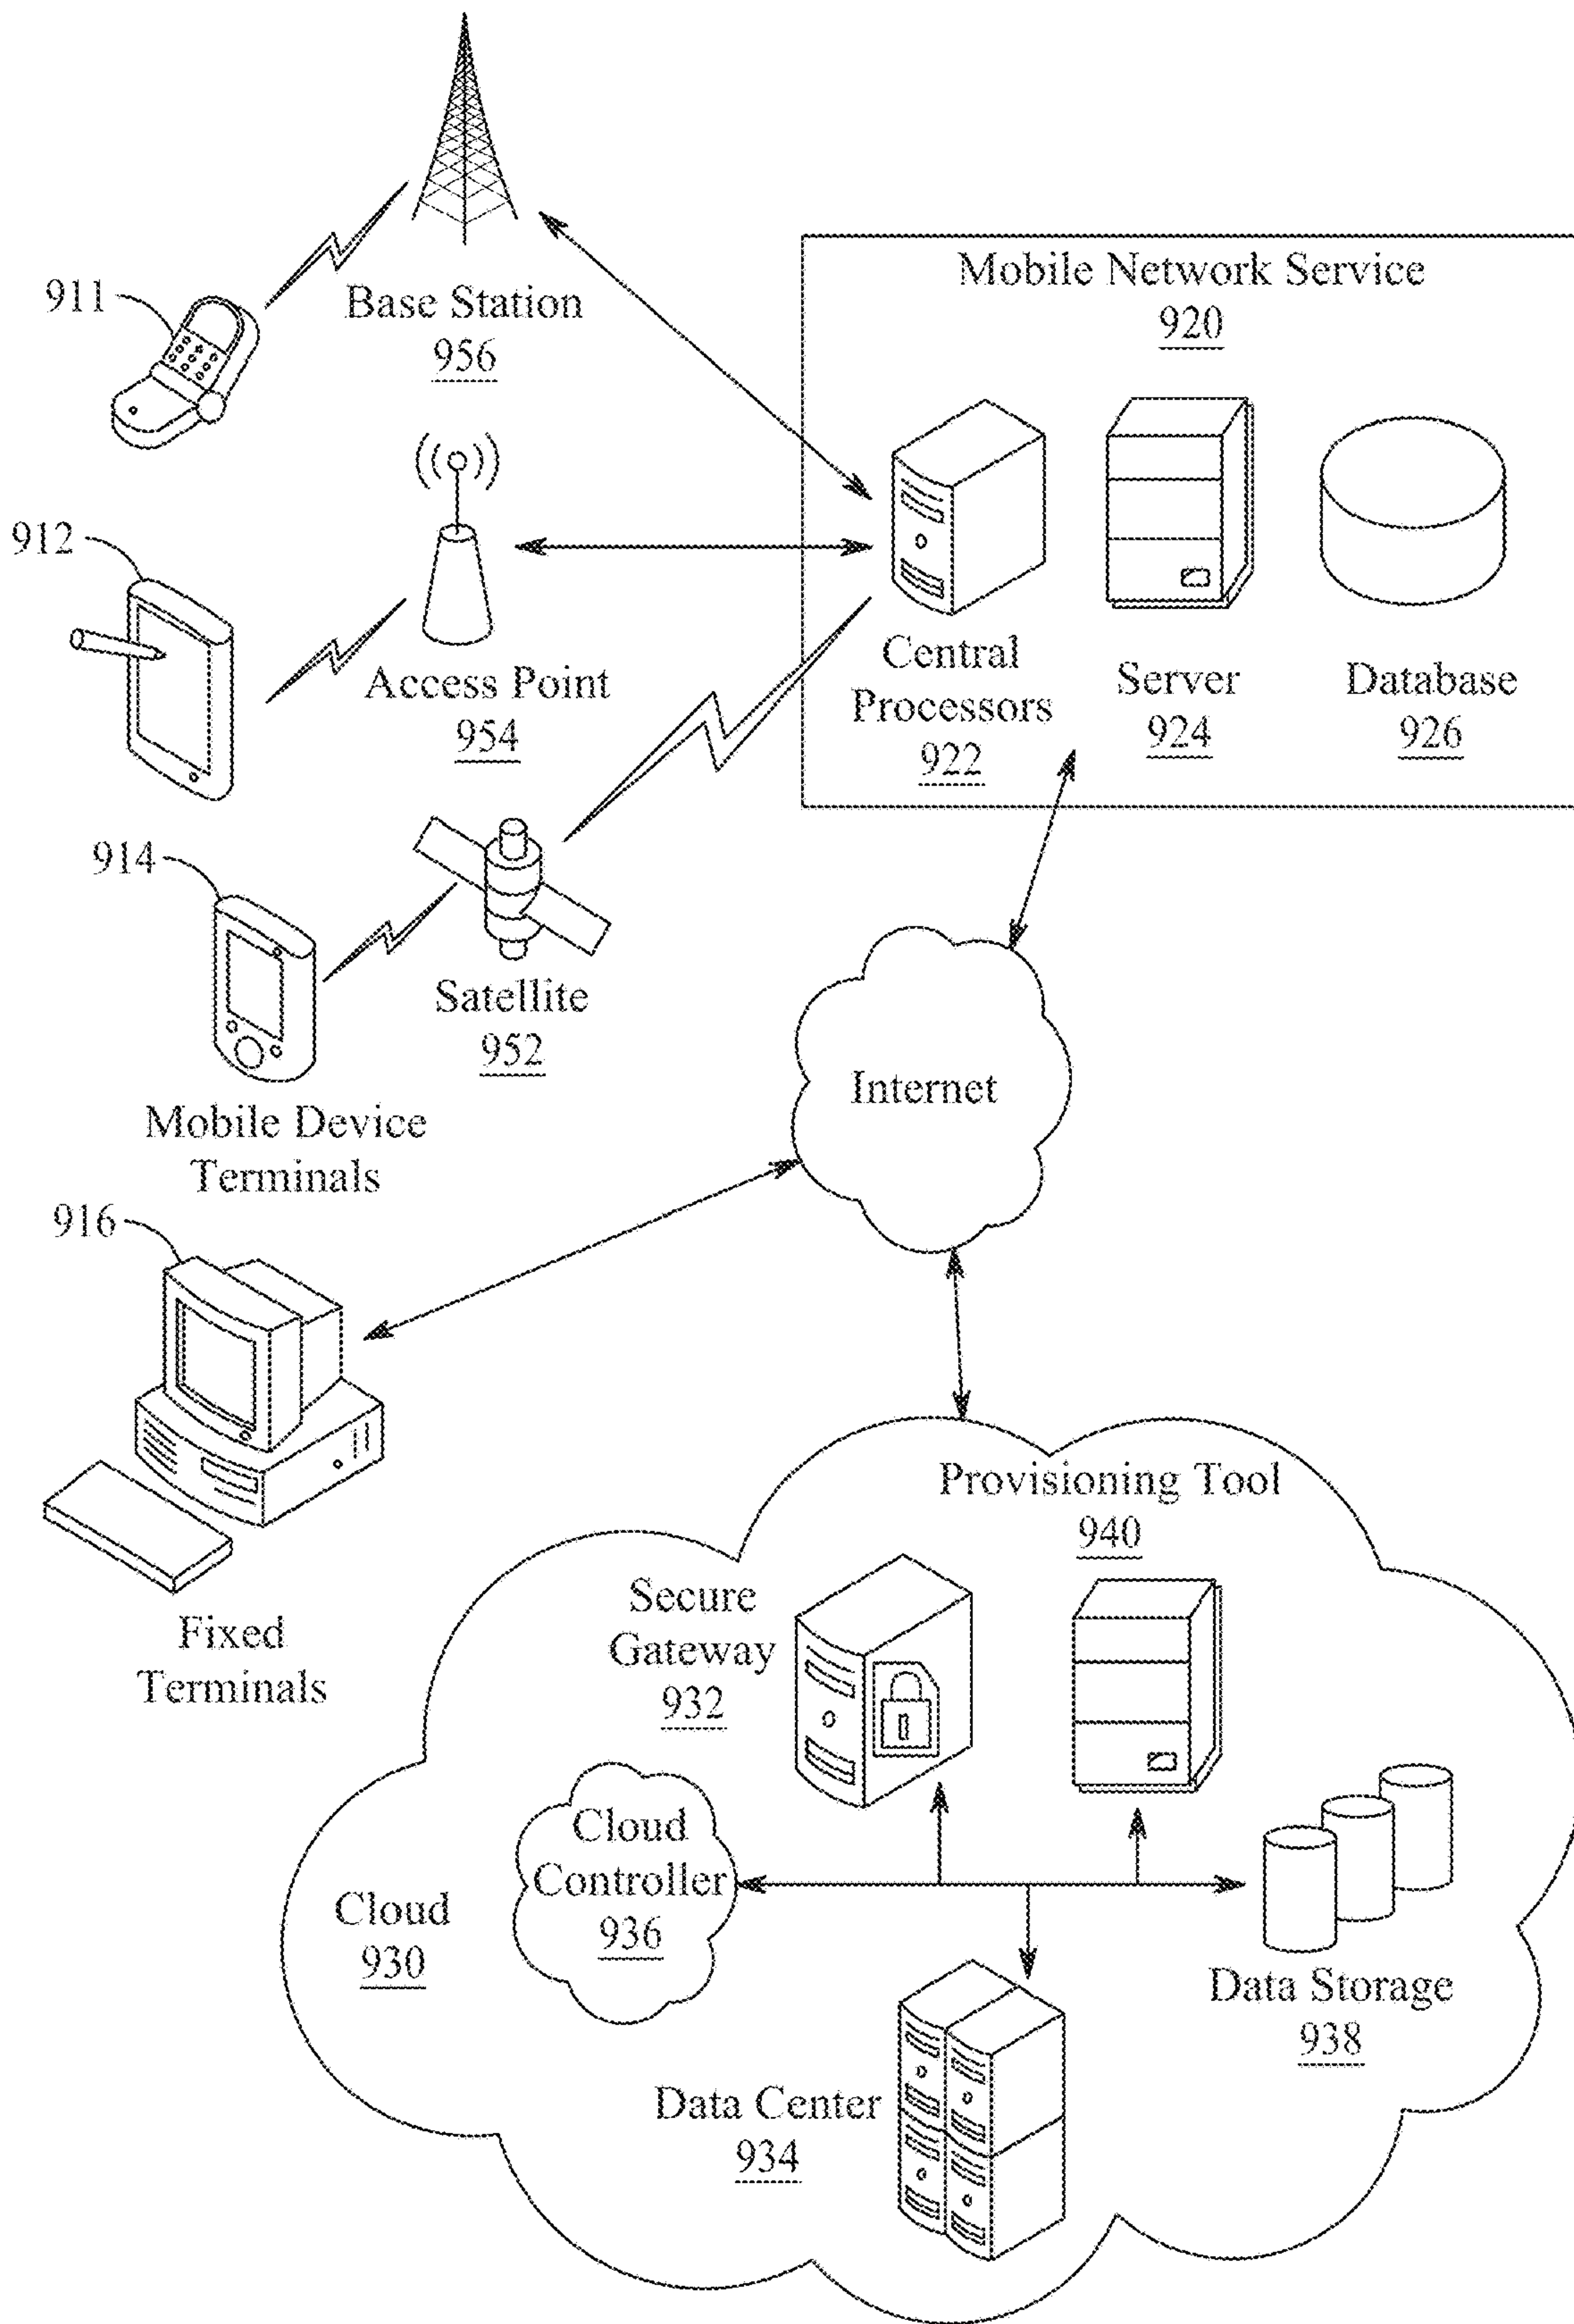 911
Base Station
956
Mobile Network Service
920
912
Access Point
954
Central
Processors
922
Server
924
Database
926
914
Satellite
952
Mobile Device
Terminals
Internet
916
Fixed
Terminals
Provisioning Tool
940
Secure
Gateway
932
Cloud
Controller
936
Cloud
930
Data Storage
938
Data Center
934